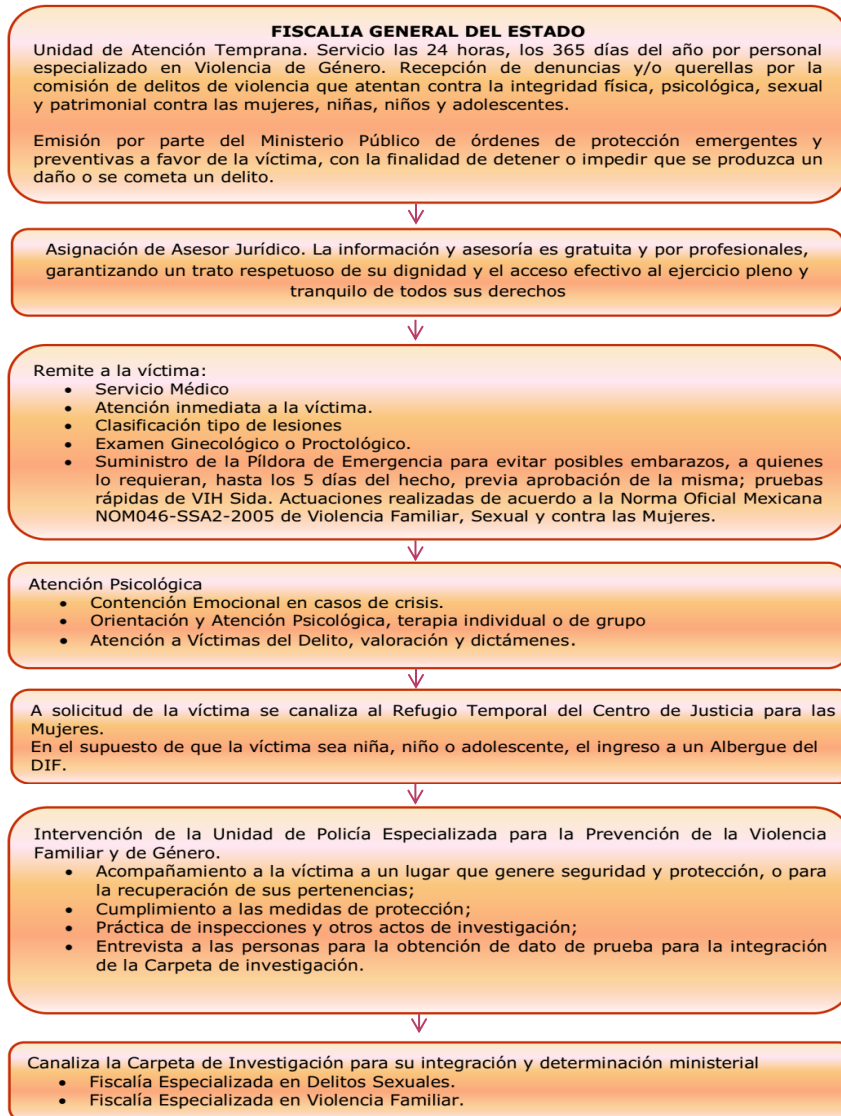 FISCALIA GENERAL DEL ESTADO
Unidad de Atención Temprana. Servicio las 24 horas, los 365 días del año por personal
especializado en Violencia de Género. Recepción de denuncias y/o querellas por la
comisión de delitos de violencia que atentan contra la integridad física, psicológica, sexual
y patrimonial contra las mujeres, niñas, niños y adolescentes.
Emisión por parte del Ministerio Público de órdenes de protección emergentes y
preventivas a favor de la víctima, con la finalidad de detener o impedir que se produzca un
daño o se cometa un delito.
Asignación de Asesor Jurídico. La información y asesoría es gratuita y por profesionales,
garantizando un trato respetuoso de su dignidad y el acceso efectivo al ejercicio pleno y
tranquilo de todos sus derechos
Remite a la víctima:
• Servicio Médico
• Atención inmediata a la víctima.
• Clasificación tipo de lesiones
• Examen Ginecológico o Proctológico.
• Suministro de la Píldora de Emergencia para evitar posibles embarazos, a quienes
lo requieran, hasta los 5 días del hecho, previa aprobación de la misma; pruebas
rápidas de VIH Sida. Actuaciones realizadas de acuerdo a la Norma Oficial Mexicana
NOM046-SSA2-2005 de Violencia Familiar, Sexual y contra las Mujeres.
Atención Psicológica
• Contención Emocional en casos de crisis.
• Orientación y Atención Psicológica, terapia individual o de grupo
• Atención a Víctimas del Delito, valoración y dictámenes.
A solicitud de la víctima se canaliza al Refugio Temporal del Centro de Justicia para las
Mujeres.
En el supuesto de que la víctima sea niña, niño o adolescente, el ingreso a un Albergue del
DIF.
Intervención de la Unidad de Policía Especializada para la Prevención de la Violencia
Familiar y de Género.
• Acompañamiento a la víctima a un lugar que genere seguridad y protección, o para
la recuperación de sus pertenencias;
• Cumplimiento a las medidas de protección;
• Práctica de inspecciones y otros actos de investigación;
• Entrevista a las personas para la obtención de dato de prueba para la integración
de la Carpeta de investigación.
Canaliza la Carpeta de Investigación para su integración y determinación ministerial
• Fiscalía Especializada en Delitos Sexuales.
• Fiscalía Especializada en Violencia Familiar.